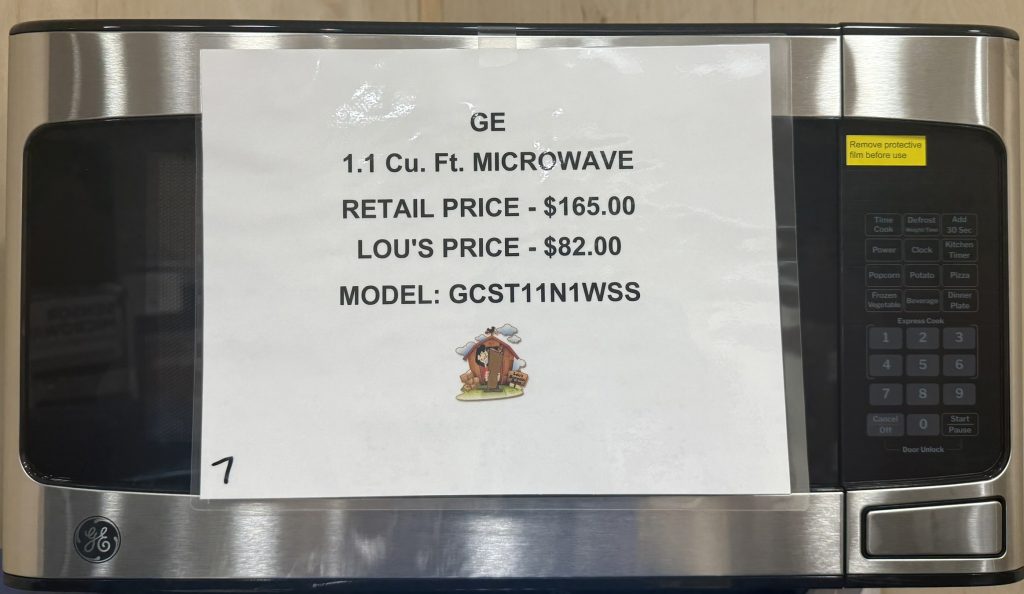 GE
1.1 Cu. Ft. MICROWAVE
RETAIL PRICE - $165.00
LOU'S PRICE - $82.00
MODEL: GCST11N1WSS
7
GE
Remove protective
film before use
Time Cook
Defrost Weight/Time
Add 30 Sec
Power
Clock
Kitchen Timer
Popcorn
Potato
Pizza
Frozen Vegetable
Beverage
Dinner Plate
Express Cook
1 2 3
4 5 6
7 8 9
Cancel Off
0
Start Pause
Door Unlock